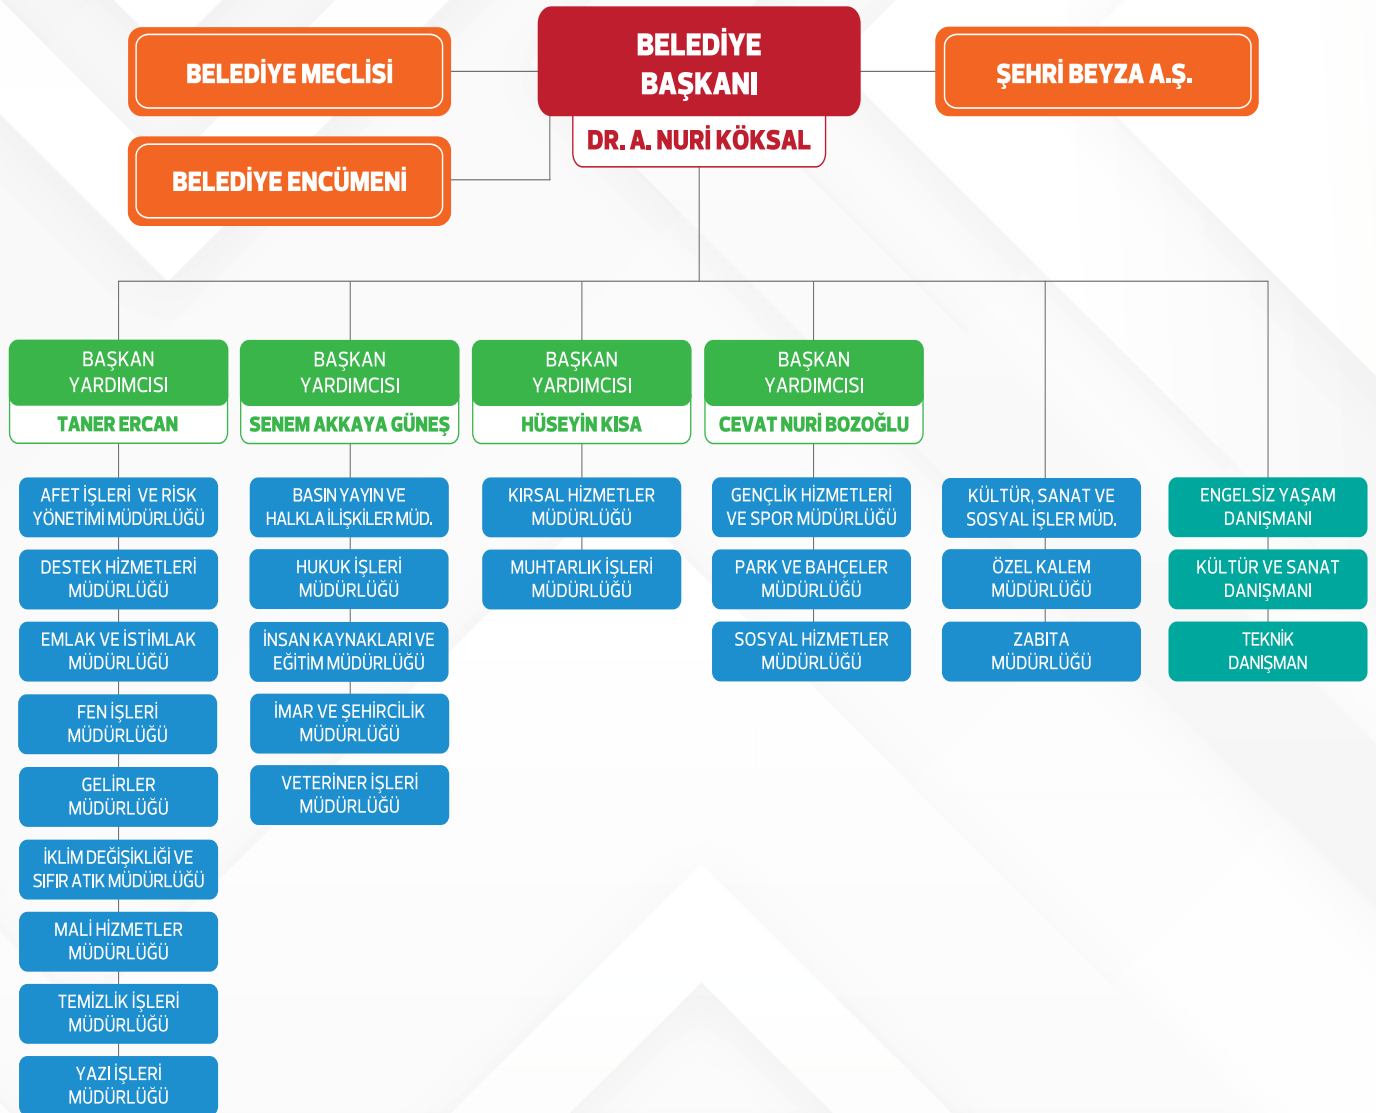 BELEDİYE MECLİSİ
BELEDİYE
BAŞKANI
DR. A. NURİ KÖKSAL
ŞEHRİ BEYZA A.Ş.
BELEDİYE ENCÜMENİ
BAŞKAN
YARDIMCISI
TANER ERCAN
AFET İŞLERİ VE RİSK
YÖNETİMİ MÜDÜRLÜĞÜ
DESTEK HİZMETLERİ
MÜDÜRLÜĞÜ
EMLAK VE İSTİMLAK
MÜDÜRLÜĞÜ
FEN İŞLERİ
MÜDÜRLÜĞÜ
GELİRLER
MÜDÜRLÜĞÜ
İKLİM DEĞİŞİKLİĞİ VE
SIFIR ATIK MÜDÜRLÜĞÜ
MALİ HİZMETLER
MÜDÜRLÜĞÜ
TEMİZLİK İŞLERİ
MÜDÜRLÜĞÜ
YAZI İŞLERİ
MÜDÜRLÜĞÜ
BAŞKAN
YARDIMCISI
SENEM AKKAYA GÜNEŞ
BASIN YAYIN VE
HALKLA İLİŞKİLER MÜD.
HUKUK İŞLERİ
MÜDÜRLÜĞÜ
İNSAN KAYNAKLARI VE
EĞİTİM MÜDÜRLÜĞÜ
İMAR VE ŞEHİRCİLİK
MÜDÜRLÜĞÜ
VETERİNER İŞLERİ
MÜDÜRLÜĞÜ
BAŞKAN
YARDIMCISI
HÜSEYİN KISA
KIRSAL HİZMETLER
MÜDÜRLÜĞÜ
MUHTARLIK İŞLERİ
MÜDÜRLÜĞÜ
BAŞKAN
YARDIMCISI
CEVAT NURİ BOZOĞLU
GENÇLİK HİZMETLERİ
VE SPOR MÜDÜRLÜĞÜ
PARK VE BAHÇELER
MÜDÜRLÜĞÜ
SOSYAL HİZMETLER
MÜDÜRLÜĞÜ
KÜLTÜR, SANAT VE
SOSYAL İŞLER MÜD.
ÖZEL KALEM
MÜDÜRLÜĞÜ
ZABITA
MÜDÜRLÜĞÜ
ENGELSİZ YAŞAM
DANIŞMANI
KÜLTÜR VE SANAT
DANIŞMANI
TEKNİK
DANIŞMAN